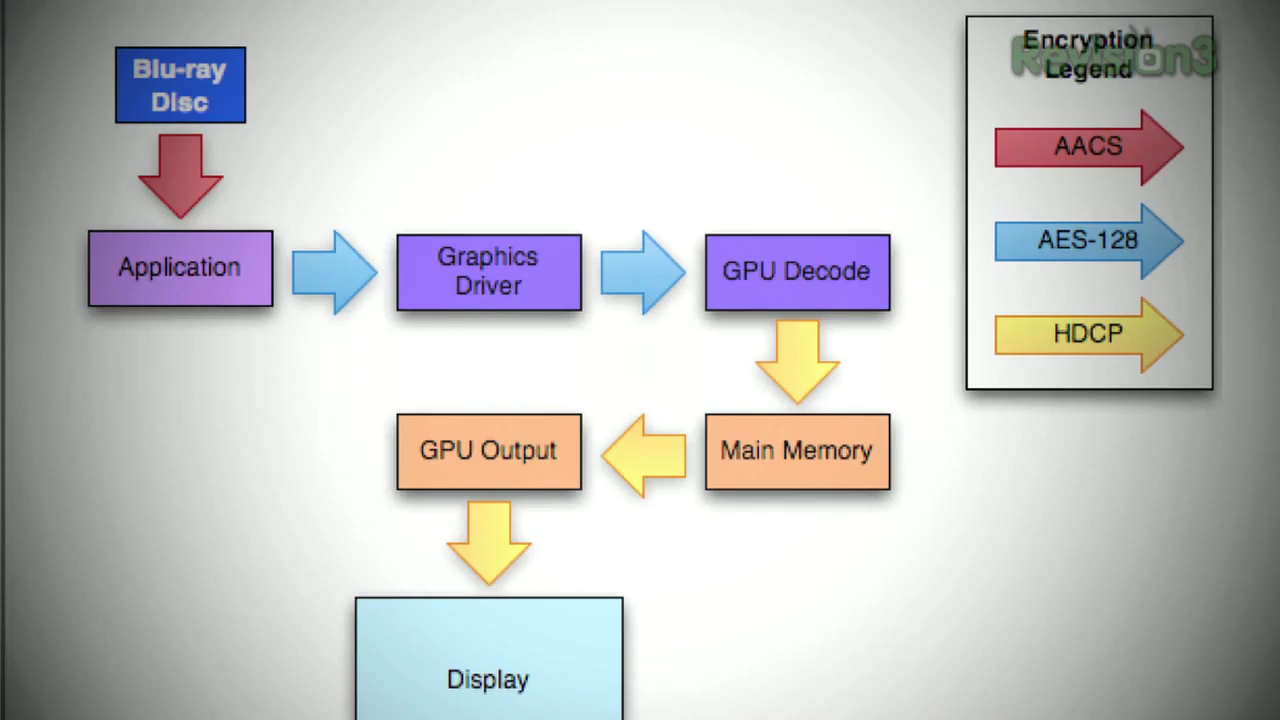 Blu-ray
Disc
Encryption
Legend
Revision3
AACS
Application
Graphics
Driver
GPU Decode
AES-128
HDCP
GPU Output
Main Memory
Display